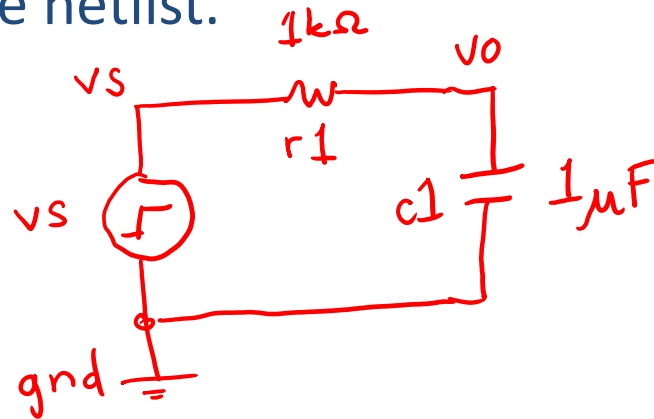 e netlist.
1kΩ
vs
vo
r1
vs
c1
1μF
gnd